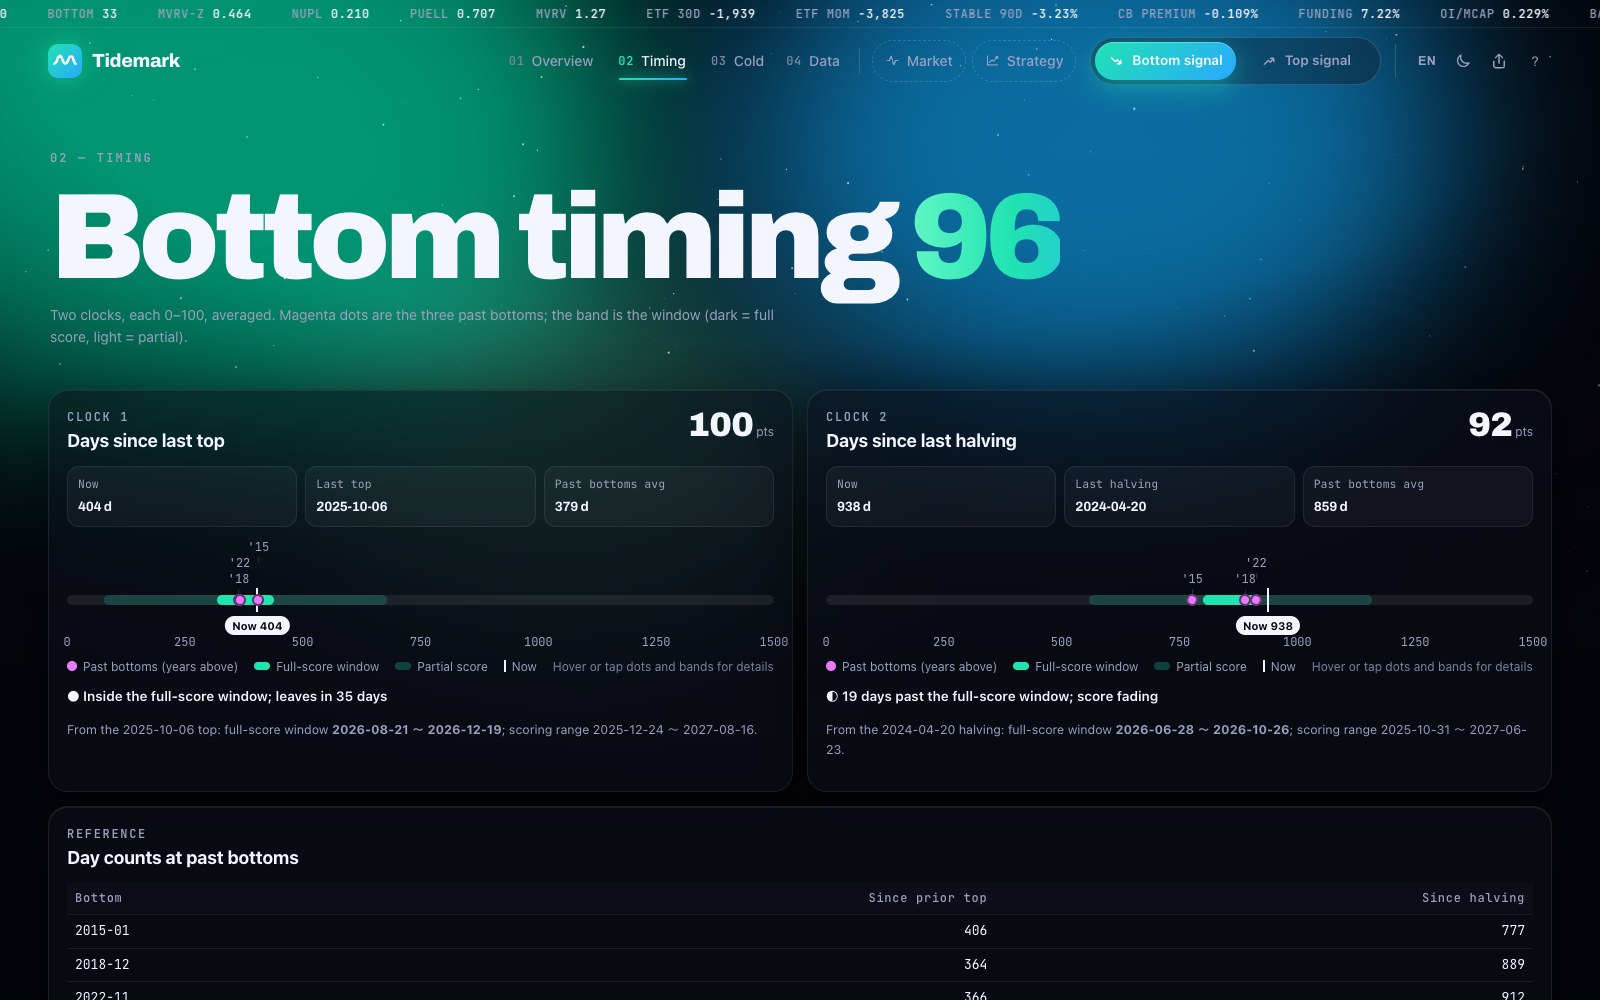 0 BOTTOM 33 MVRV-Z 0.464 NUPL 0.210 PUELL 0.707 MVRV 1.27 ETF 30D -1,939 ETF MOM -3,825 STABLE 90D -3.23% CB PREMIUM -0.109% FUNDING 7.22% OI/MCAP 0.229%
Tidemark 01 Overview 02 Timing 03 Cold 04 Data Market Strategy Bottom signal Top signal EN ?
02 — TIMING
Bottom timing 96
Two clocks, each 0–100, averaged. Magenta dots are the three past bottoms; the band is the window (dark = full
score, light = partial).
CLOCK 1
Days since last top
100 pts
Now
404 d
Last top
2025-10-06
Past bottoms avg
379 d
'15
'22
'18
Now 404
0 250 500 750 1000 1250 1500
Past bottoms (years above) Full-score window Partial score Now Hover or tap dots and bands for details
Inside the full-score window; leaves in 35 days
From the 2025-10-06 top: full-score window 2026-08-21 ～ 2026-12-19; scoring range 2025-12-24 ～ 2027-08-16.
CLOCK 2
Days since last halving
92 pts
Now
938 d
Last halving
2024-04-20
Past bottoms avg
859 d
'22
'15 '18
Now 938
0 250 500 750 1000 1250 1500
Past bottoms (years above) Full-score window Partial score Now Hover or tap dots and bands for details
19 days past the full-score window; score fading
From the 2024-04-20 halving: full-score window 2026-06-28 ～ 2026-10-26; scoring range 2025-10-31 ～ 2027-06-
23.
REFERENCE
Day counts at past bottoms
Bottom Since prior top Since halving
2015-01 406 777
2018-12 364 889
2022-11 366 912